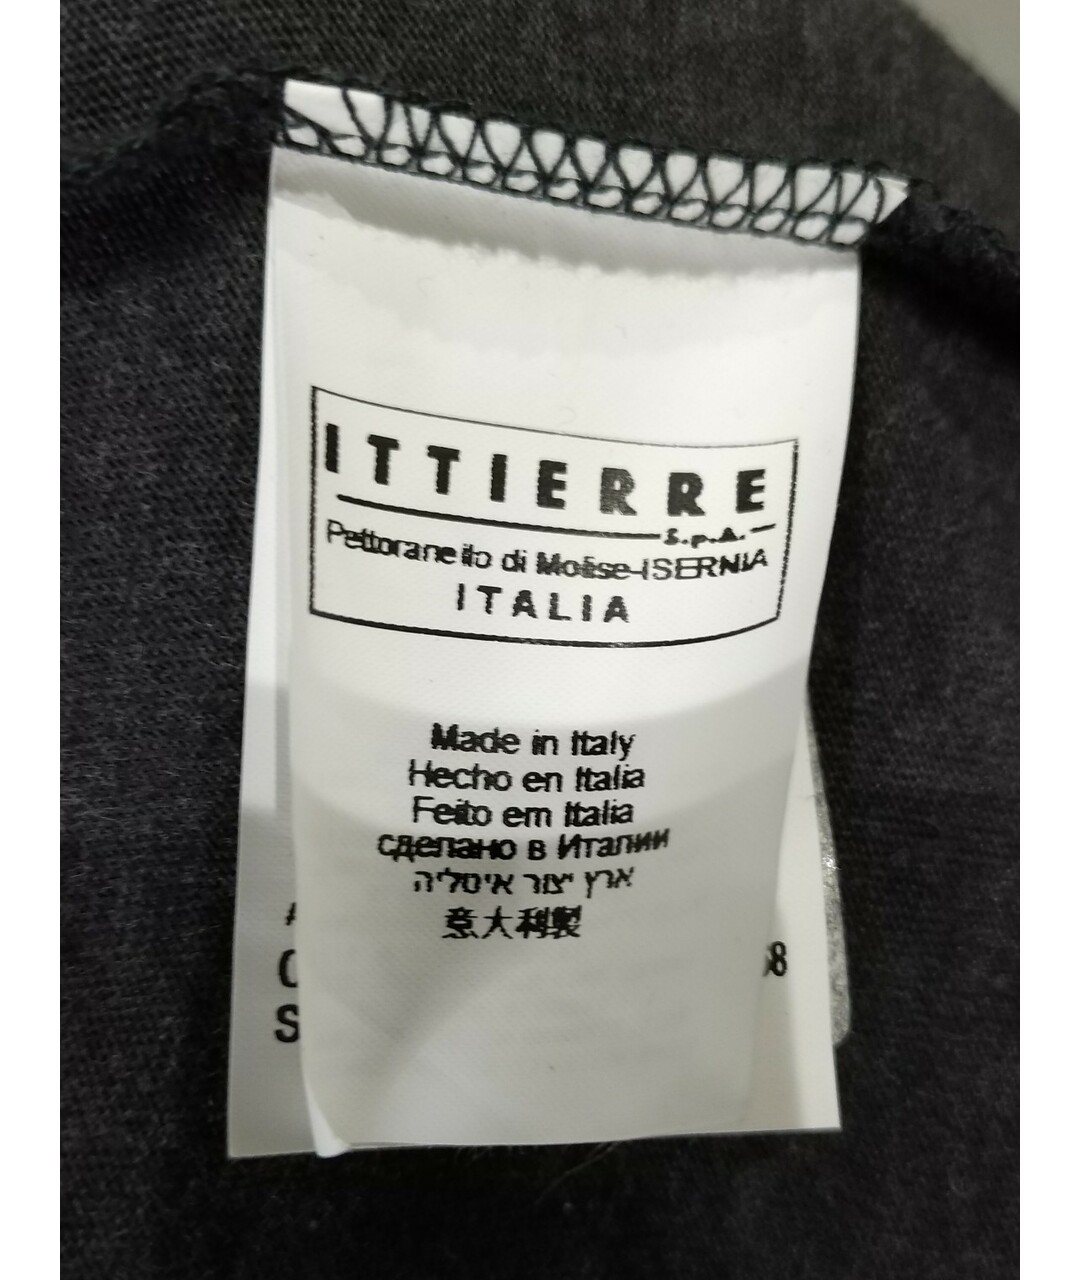 ITTIERRE
S.p.A.
Pettoranello di Molise-ISERNIA
ITALIA
Made in Italy
Hecho en Italia
Feito em Italia
сделано в Италии
ארץ יצור איטליה
意大利製